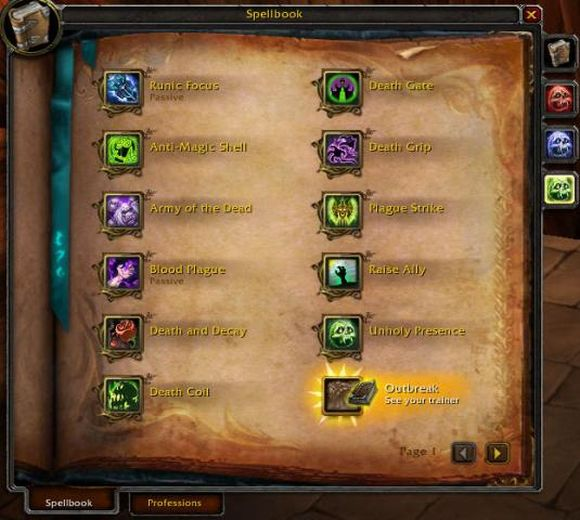 Spellbook
Runic Focus
Passive
Anti-Magic Shell
Army of the Dead
Blood Plague
Passive
Death and Decay
Death Coil
Death Gate
Death Grip
Plague Strike
Raise Ally
Unholy Presence
Outbreak
See your trainer
Page 1
Spellbook
Professions